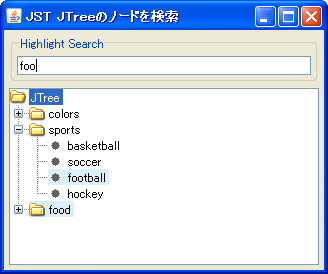 JST JTreeのノードを検索
Highlight Search
foo
JTree
colors
sports
basketball
soccer
football
hockey
food